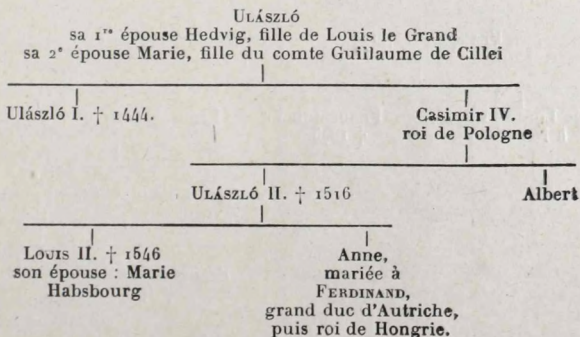 ULÁSZLÓ
sa 1re épouse Hedvig, fille de Louis le Grand
sa 2e épouse Marie, fille du comte Guiilaume de Cillei
Ulászló I. † 1444.
Casimir IV.
roi de Pologne
ULÁSZLÓ II. † 1516
Albert
LOUIS II. † 1546
son épouse : Marie
Habsbourg
Anne,
mariée à
FERDINAND,
grand duc d'Autriche,
puis roi de Hongrie.